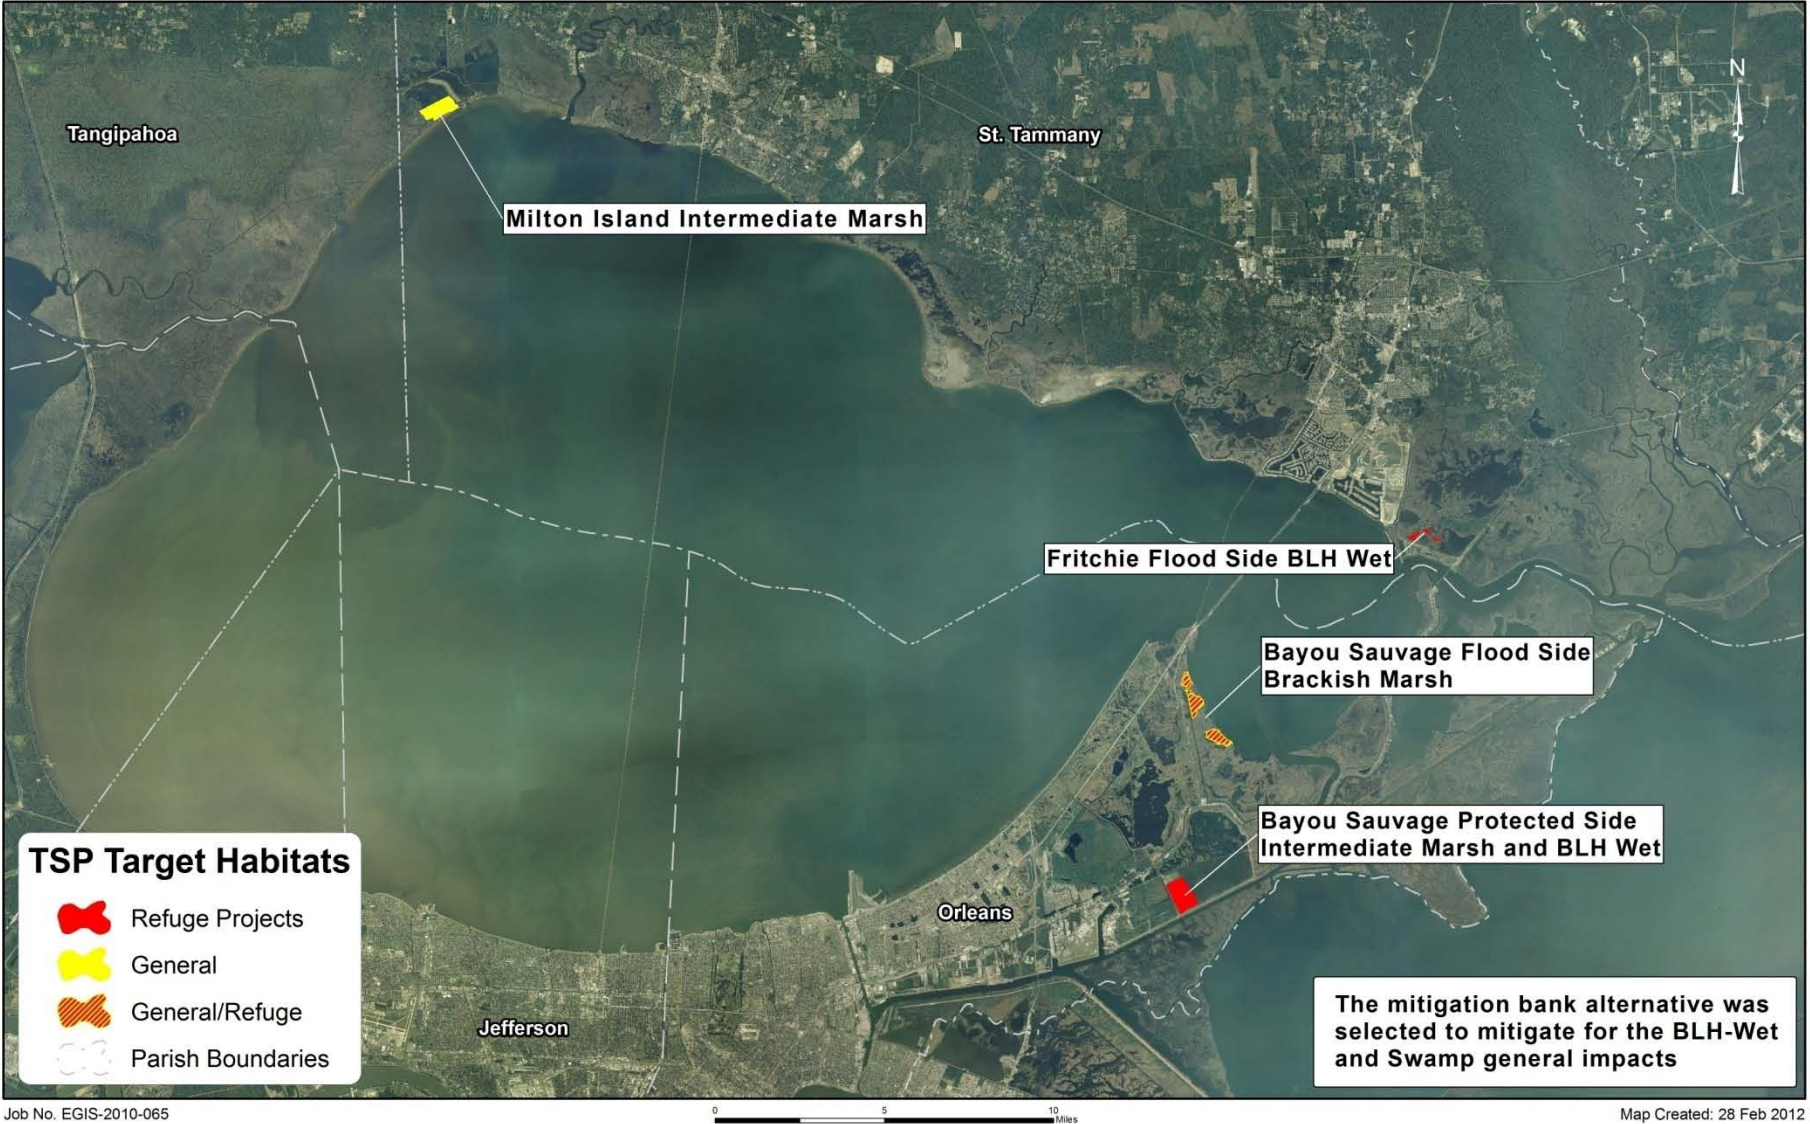 N
Tangipahoa
St. Tammany
Milton Island Intermediate Marsh
Fritchie Flood Side BLH Wet
Bayou Sauvage Flood Side
Brackish Marsh
Bayou Sauvage Protected Side
Intermediate Marsh and BLH Wet
Orleans
Jefferson
TSP Target Habitats
Refuge Projects
General
General/Refuge
Parish Boundaries
The mitigation bank alternative was
selected to mitigate for the BLH-Wet
and Swamp general impacts
Job No. EGIS-2010-065
0 5 10
Miles
Map Created: 28 Feb 2012